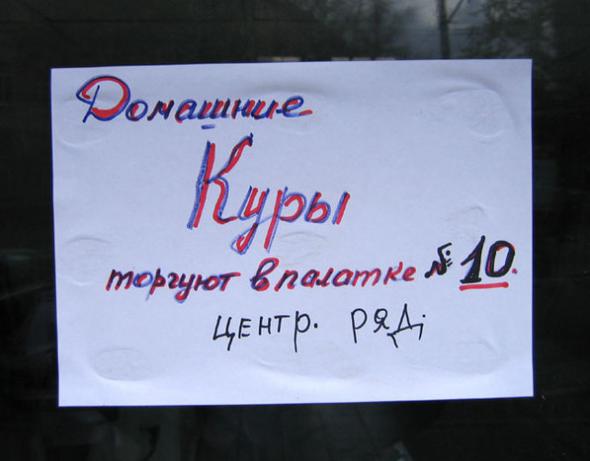 Домашние
Куры
торгуют в палатке № 10.
центр. ряд.